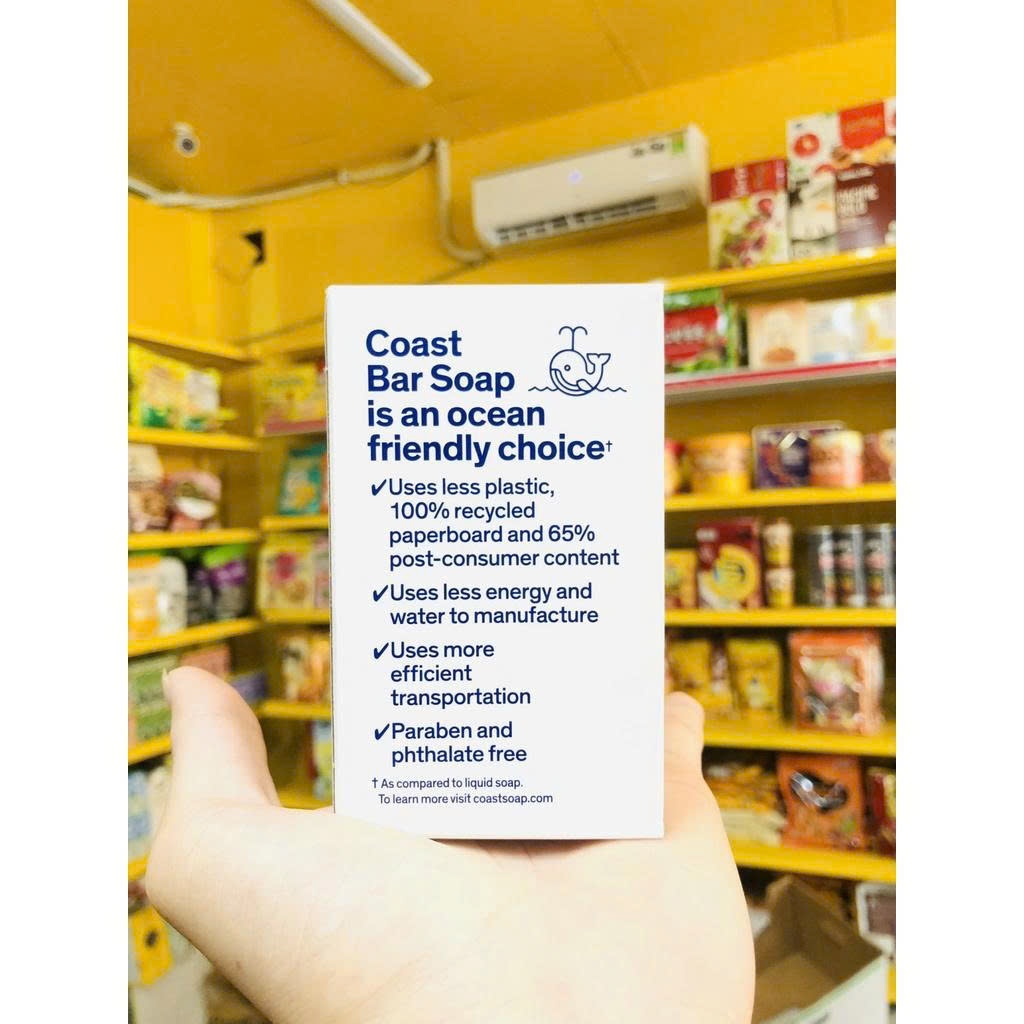 Coast
Bar Soap
is an ocean
friendly choice†
✓Uses less plastic,
100% recycled
paperboard and 65%
post-consumer content
✓Uses less energy and
water to manufacture
✓Uses more
efficient
transportation
✓Paraben and
phthalate free
† As compared to liquid soap.
To learn more visit coastsoap.com